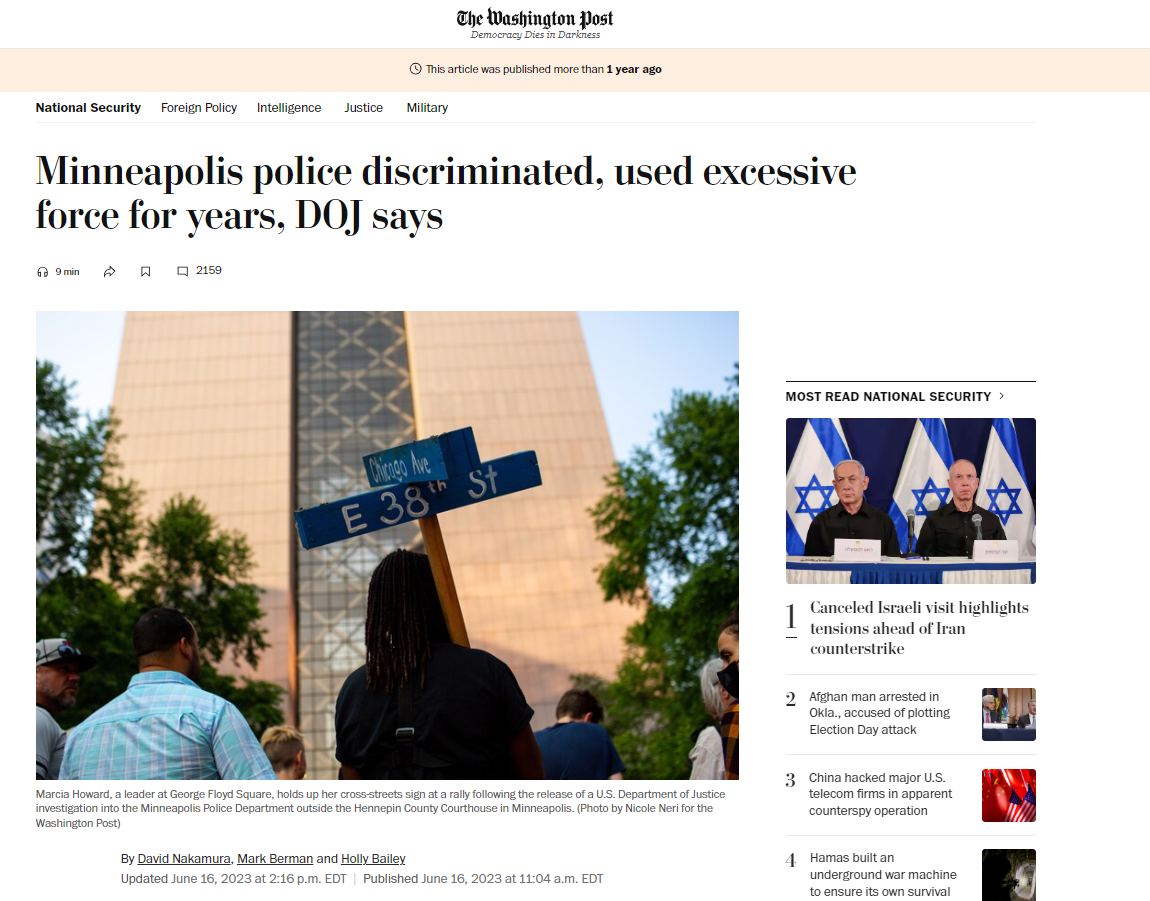 The Washington Post
Democracy Dies in Darkness
This article was published more than 1 year ago
National Security Foreign Policy Intelligence Justice Military
Minneapolis police discriminated, used excessive
force for years, DOJ says
9 min 2159
Chicago Ave
E 38th St
Marcia Howard, a leader at George Floyd Square, holds up her cross-streets sign at a rally following the release of a U.S. Department of Justice
investigation into the Minneapolis Police Department outside the Hennepin County Courthouse in Minneapolis. (Photo by Nicole Neri for the
Washington Post)
By David Nakamura, Mark Berman and Holly Bailey
Updated June 16, 2023 at 2:16 p.m. EDT | Published June 16, 2023 at 11:04 a.m. EDT
MOST READ NATIONAL SECURITY >
1 Canceled Israeli visit highlights
tensions ahead of Iran
counterstrike
2 Afghan man arrested in
Okla., accused of plotting
Election Day attack
3 China hacked major U.S.
telecom firms in apparent
counterspy operation
4 Hamas built an
underground war machine
to ensure its own survival